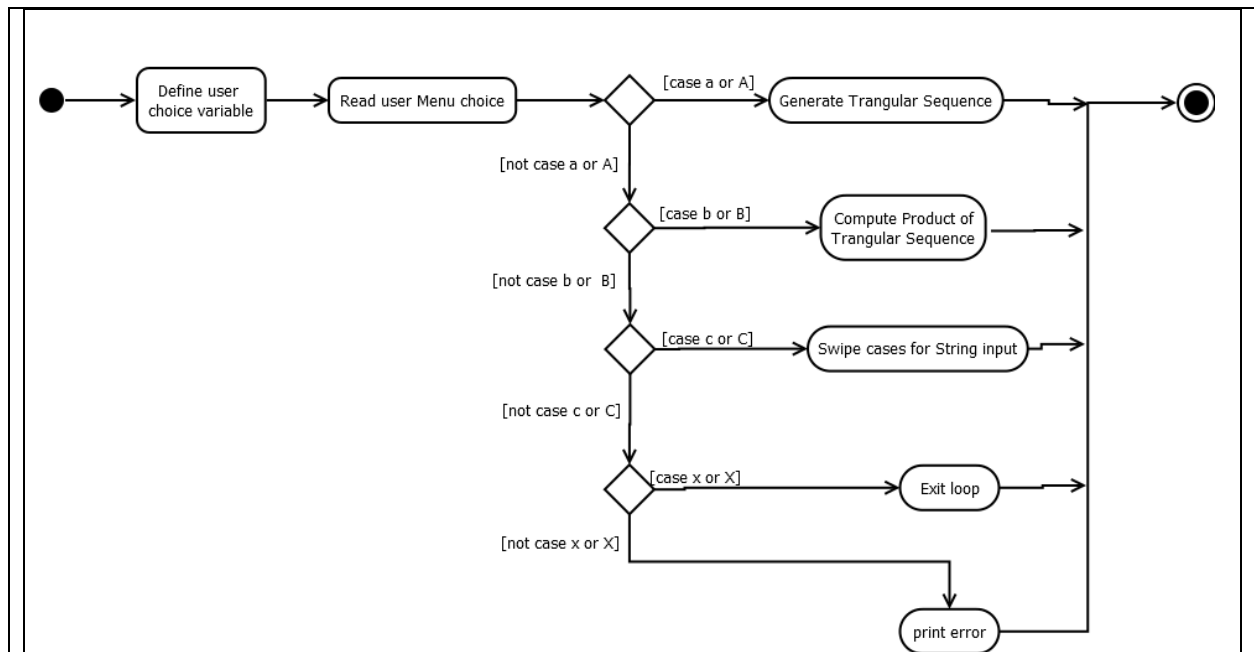 [case a or A]
Define user
choice variable
Read user Menu choice
Generate Trangular Sequence
[not case a or A]
[case b or B]
Compute Product of
Trangular Sequence
[not case b or  B]
[case c or C]
Swipe cases for String input
[not case c or C]
[case x or X]
Exit loop
[not case x or X]
print error